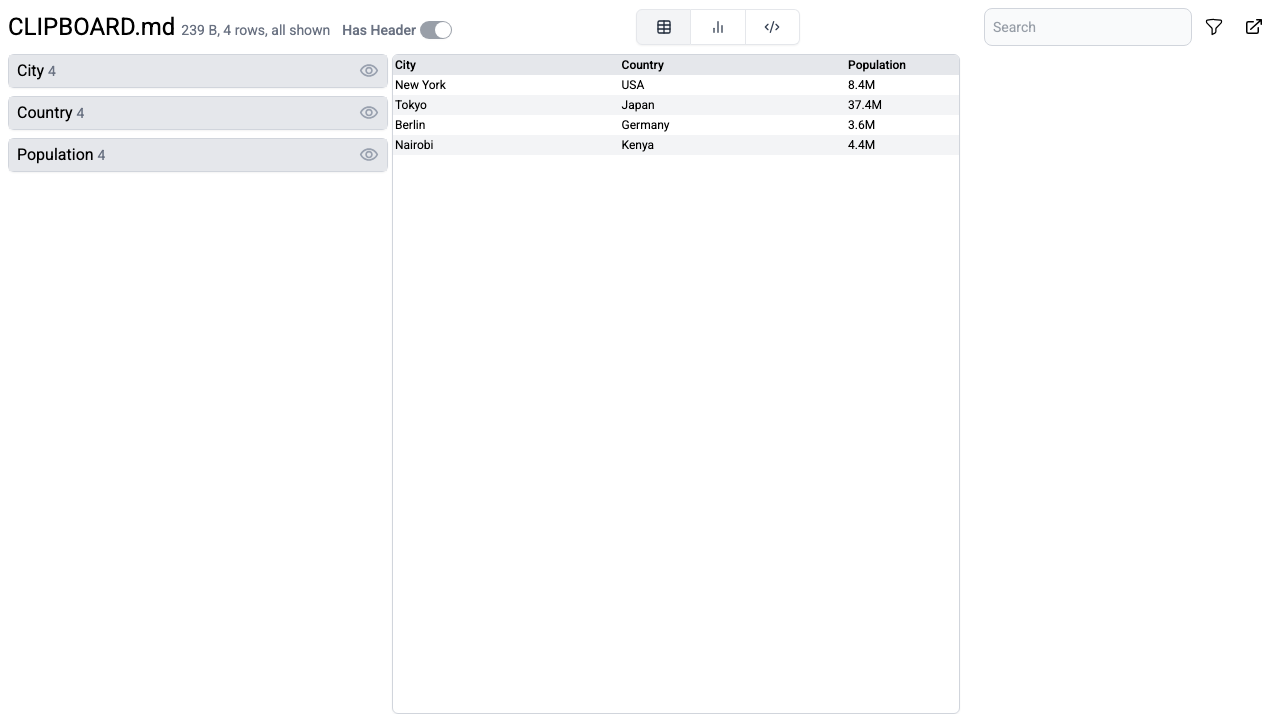 CLIPBOARD.md 239 B, 4 rows, all shown Has Header
Search
City 4
Country 4
Population 4
City Country Population
New York USA 8.4M
Tokyo Japan 37.4M
Berlin Germany 3.6M
Nairobi Kenya 4.4M